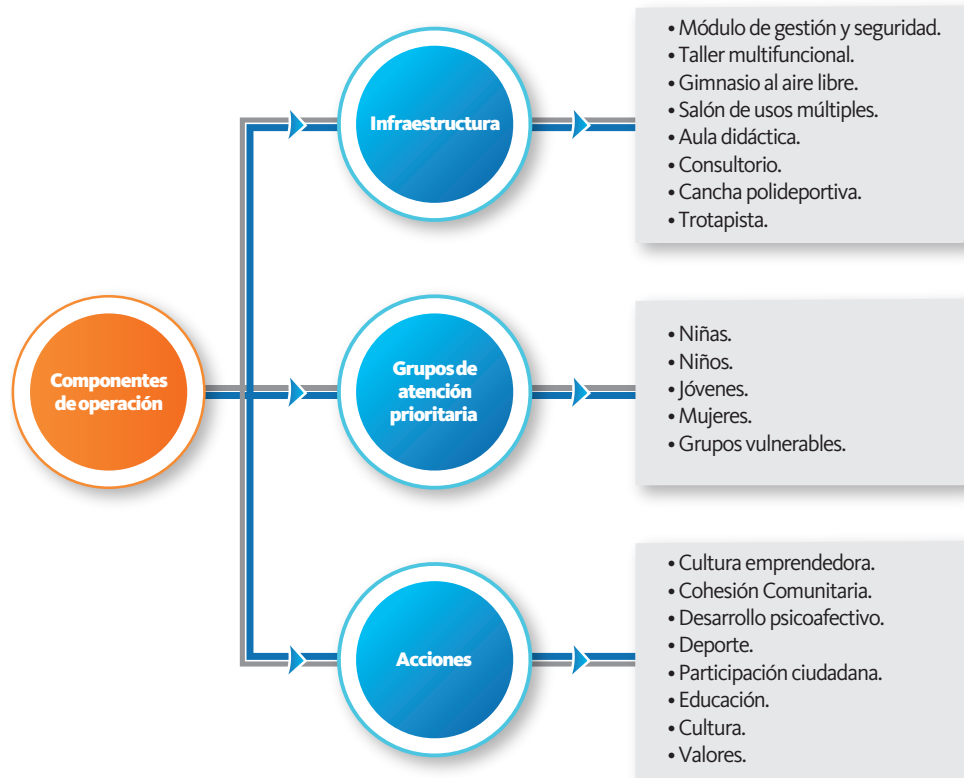 Componentes
de operación
Infraestructura
• Módulo de gestión y seguridad.
• Taller multifuncional.
• Gimnasio al aire libre.
• Salón de usos múltiples.
• Aula didáctica.
• Consultorio.
• Cancha polideportiva.
• Trotapista.
Grupos de
atención
prioritaria
• Niñas.
• Niños.
• Jóvenes.
• Mujeres.
• Grupos vulnerables.
Acciones
• Cultura emprendedora.
• Cohesión Comunitaria.
• Desarrollo psicoafectivo.
• Deporte.
• Participación ciudadana.
• Educación.
• Cultura.
• Valores.